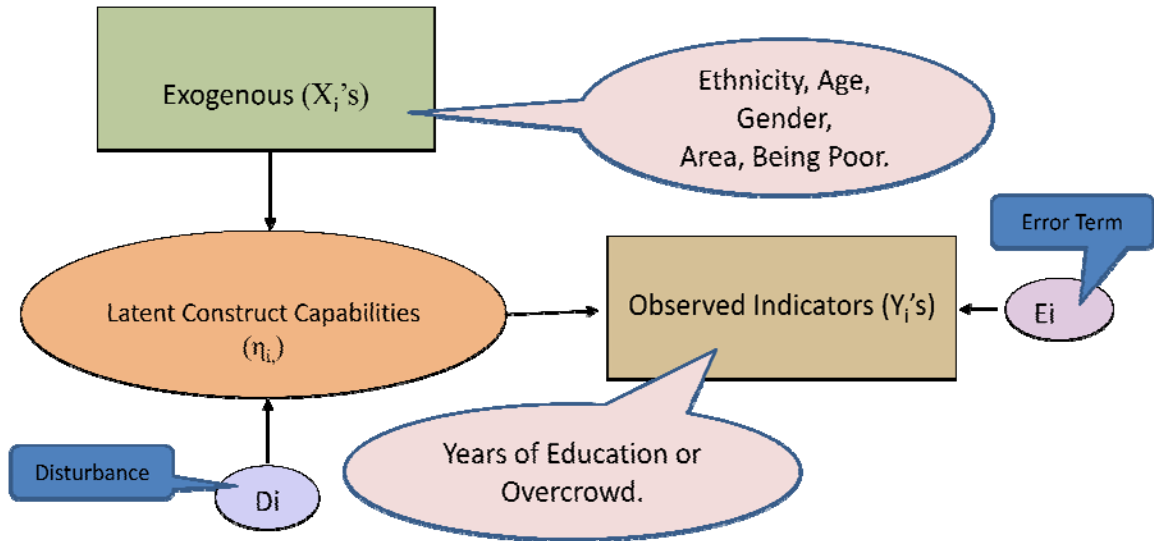 Exogenous (Xi's)
Ethnicity, Age,
Gender,
Area, Being Poor.
Error Term
Latent Construct Capabilities
(ηi,)
Observed Indicators (Yi's)
Ei
Years of Education or
Overcrowd.
Disturbance
Di